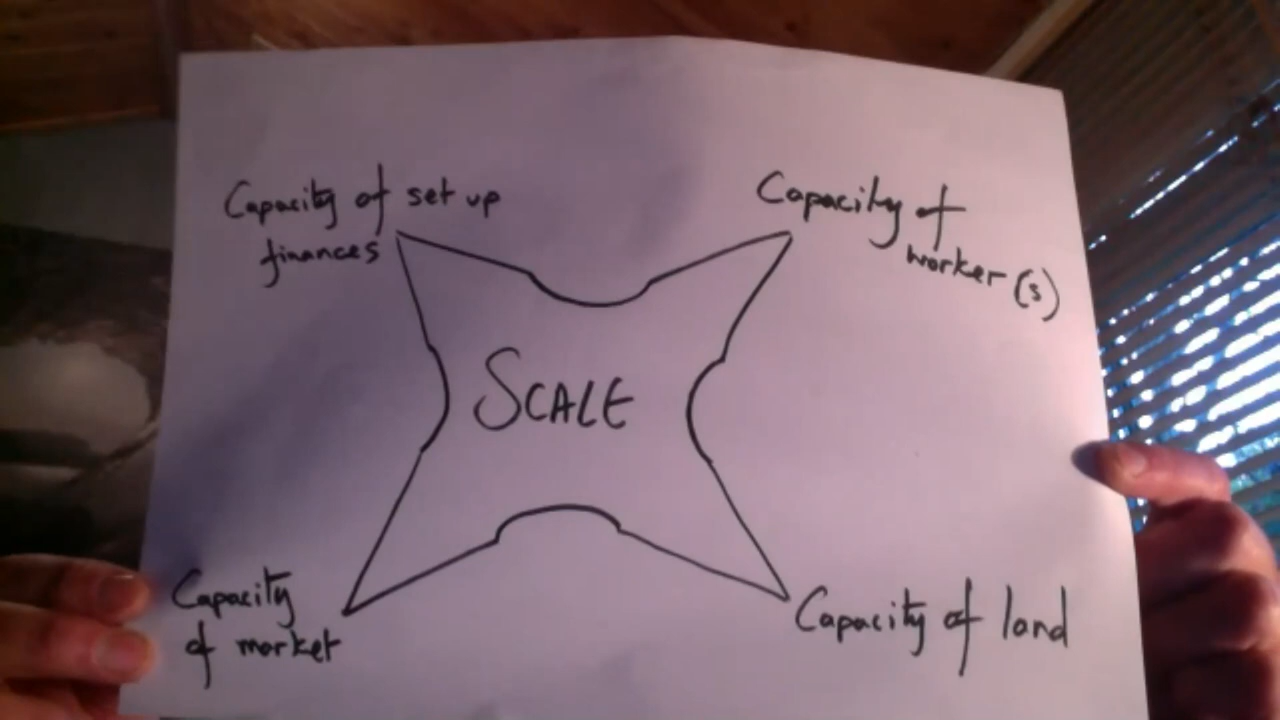 Capacity of set up
finances
Capacity of
worker(s)
SCALE
Capacity
of market
Capacity of land